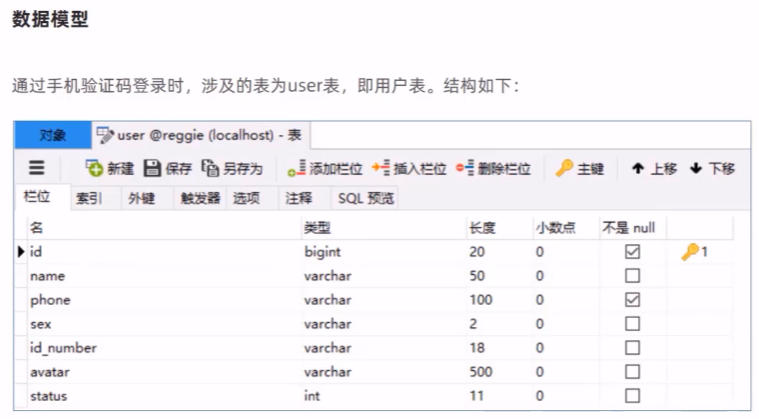 数据模型
通过手机验证码登录时，涉及的表为user表，即用户表。结构如下：
对象 user @reggie (localhost) - 表
新建 保存 另存为 添加栏位 插入栏位 删除栏位 主键 上移 下移
栏位 索引 外键 触发器 选项 注释 SQL 预览
名 类型 长度 小数点 不是 null
id bigint 20 0 1
name varchar 50 0
phone varchar 100 0
sex varchar 2 0
id_number varchar 18 0
avatar varchar 500 0
status int 11 0